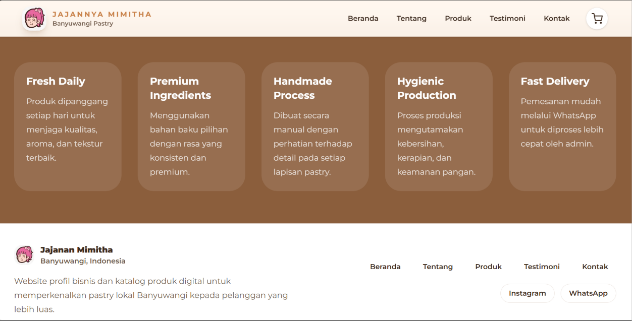 JAJANNYA MIMITHA
Banyuwangi Pastry
Beranda Tentang Produk Testimoni Kontak
Fresh Daily
Produk dipanggang
setiap hari untuk
menjaga kualitas,
aroma, dan tekstur
terbaik.
Premium
Ingredients
Menggunakan
bahan baku pilihan
dengan rasa yang
konsisten dan
premium.
Handmade
Process
Dibuat secara
manual dengan
perhatian terhadap
detail pada setiap
lapisan pastry.
Hygienic
Production
Proses produksi
mengutamakan
kebersihan,
kerapian, dan
keamanan pangan.
Fast Delivery
Pemesanan mudah
melalui WhatsApp
untuk diproses lebih
cepat oleh admin.
Jajanan Mimitha
Banyuwangi, Indonesia
Website profil bisnis dan katalog produk digital untuk
memperkenalkan pastry lokal Banyuwangi kepada pelanggan yang
lebih luas.
Beranda Tentang Produk Testimoni Kontak
Instagram WhatsApp